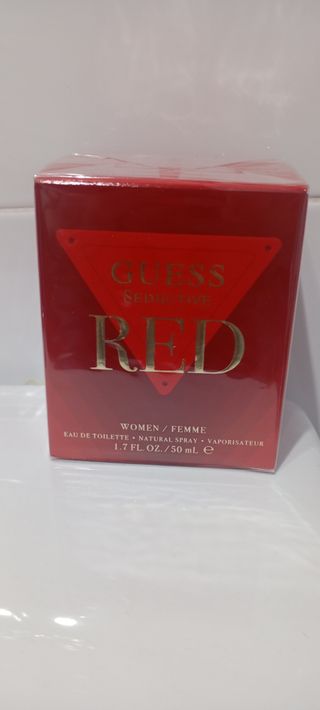 GUESS
SEDUCTIVE
RED
WOMEN / FEMME
EAU DE TOILETTE • NATURAL SPRAY • VAPORISATEUR
1.7 FL. OZ. / 50 mL ℮